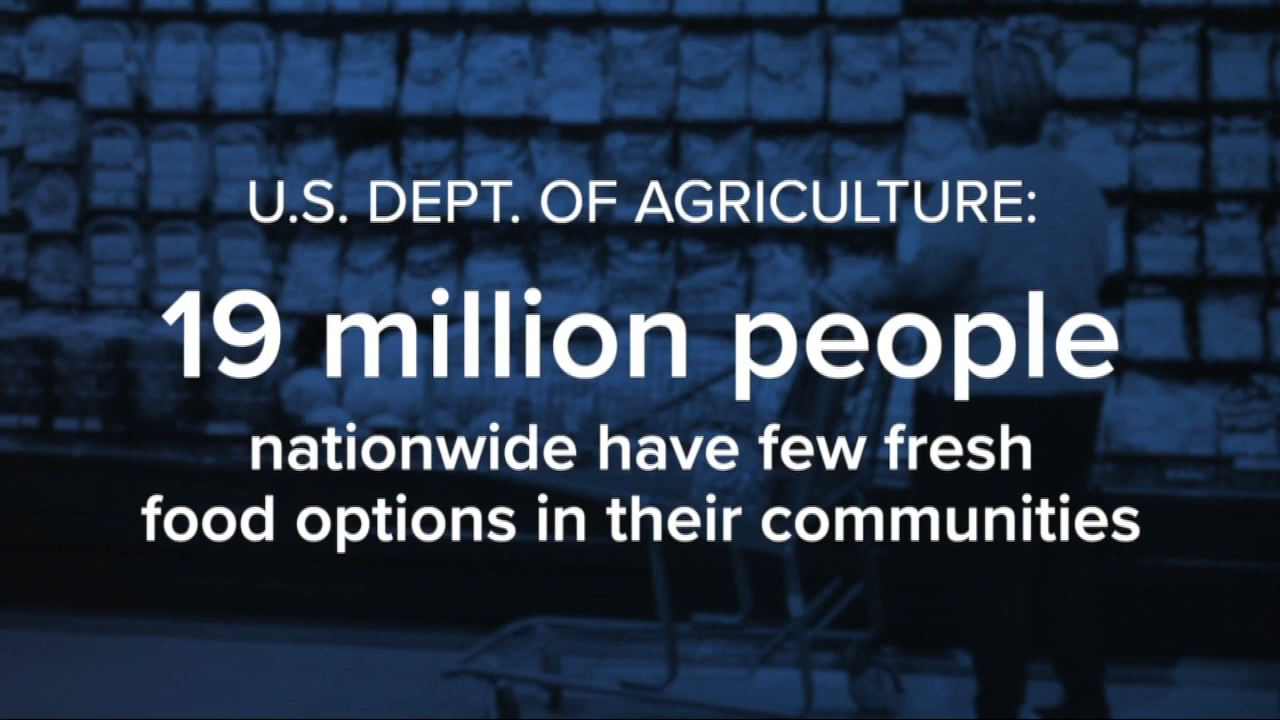 U.S. DEPT. OF AGRICULTURE:
19 million people
nationwide have few fresh
food options in their communities